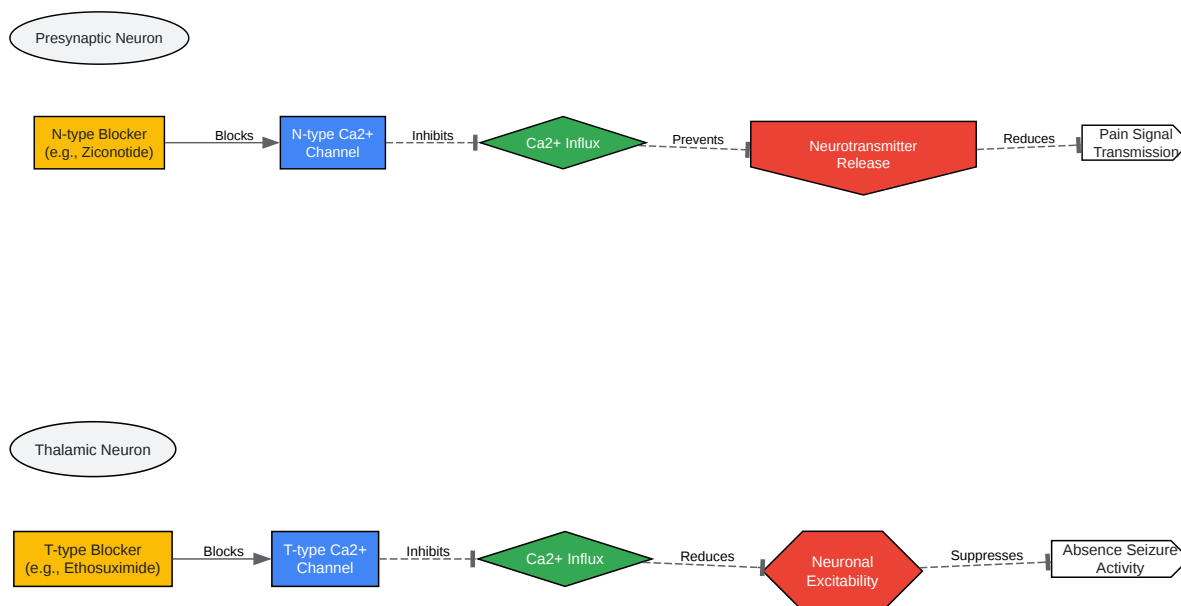 Presynaptic Neuron
N-type Blocker
(e.g., Ziconotide)
Blocks
N-type Ca2+
Channel
Inhibits
Ca2+ Influx
Prevents
Neurotransmitter
Release
Reduces
Pain Signal
Transmission
Thalamic Neuron
T-type Blocker
(e.g., Ethosuximide)
Blocks
T-type Ca2+
Channel
Inhibits
Ca2+ Influx
Reduces
Neuronal
Excitability
Suppresses
Absence Seizure
Activity